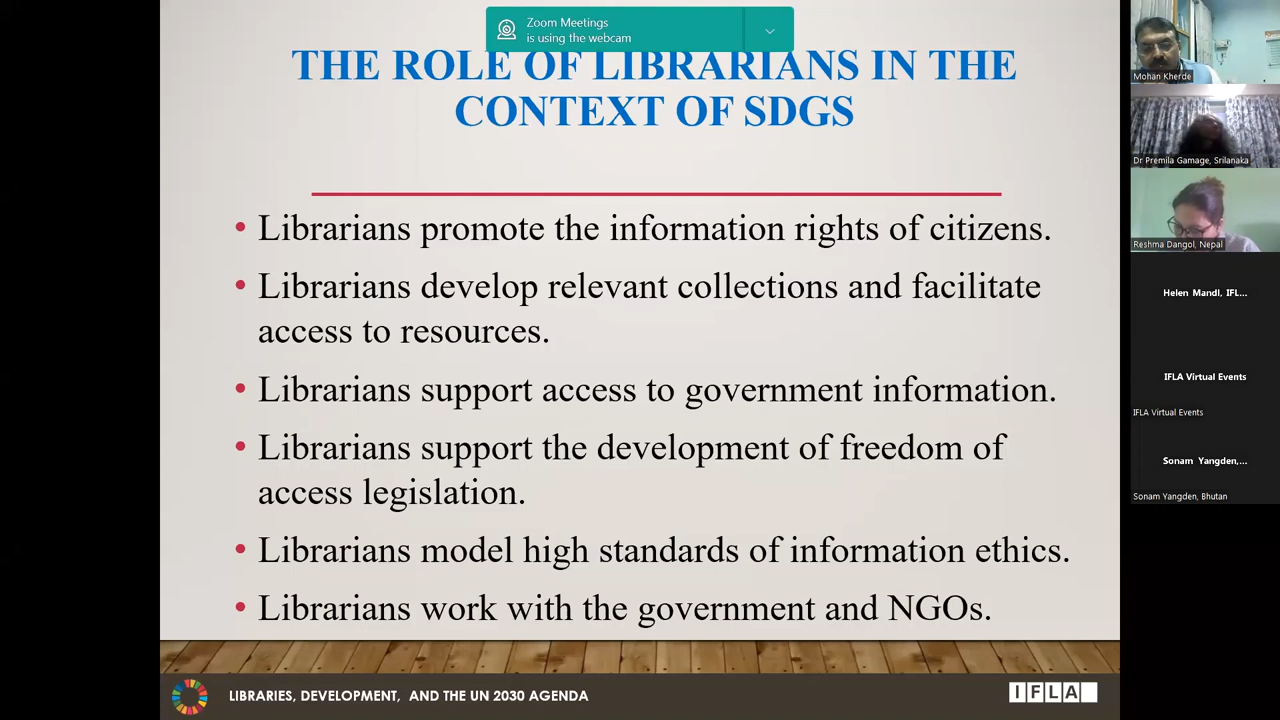 Zoom Meetings
is using the webcam
THE ROLE OF LIBRARIANS IN THE
CONTEXT OF SDGS
• Librarians promote the information rights of citizens.
• Librarians develop relevant collections and facilitate
access to resources.
• Librarians support access to government information.
• Librarians support the development of freedom of
access legislation.
• Librarians model high standards of information ethics.
• Librarians work with the government and NGOs.
LIBRARIES, DEVELOPMENT, AND THE UN 2030 AGENDA
IFLA
Mohan Kherde
Dr Premila Gamage, Srilanaka
Reshma Dangol, Nepal
Helen Mandl, IFL...
IFLA Virtual Events
IFLA Virtual Events
Sonam Yangden,...
Sonam Yangden, Bhutan